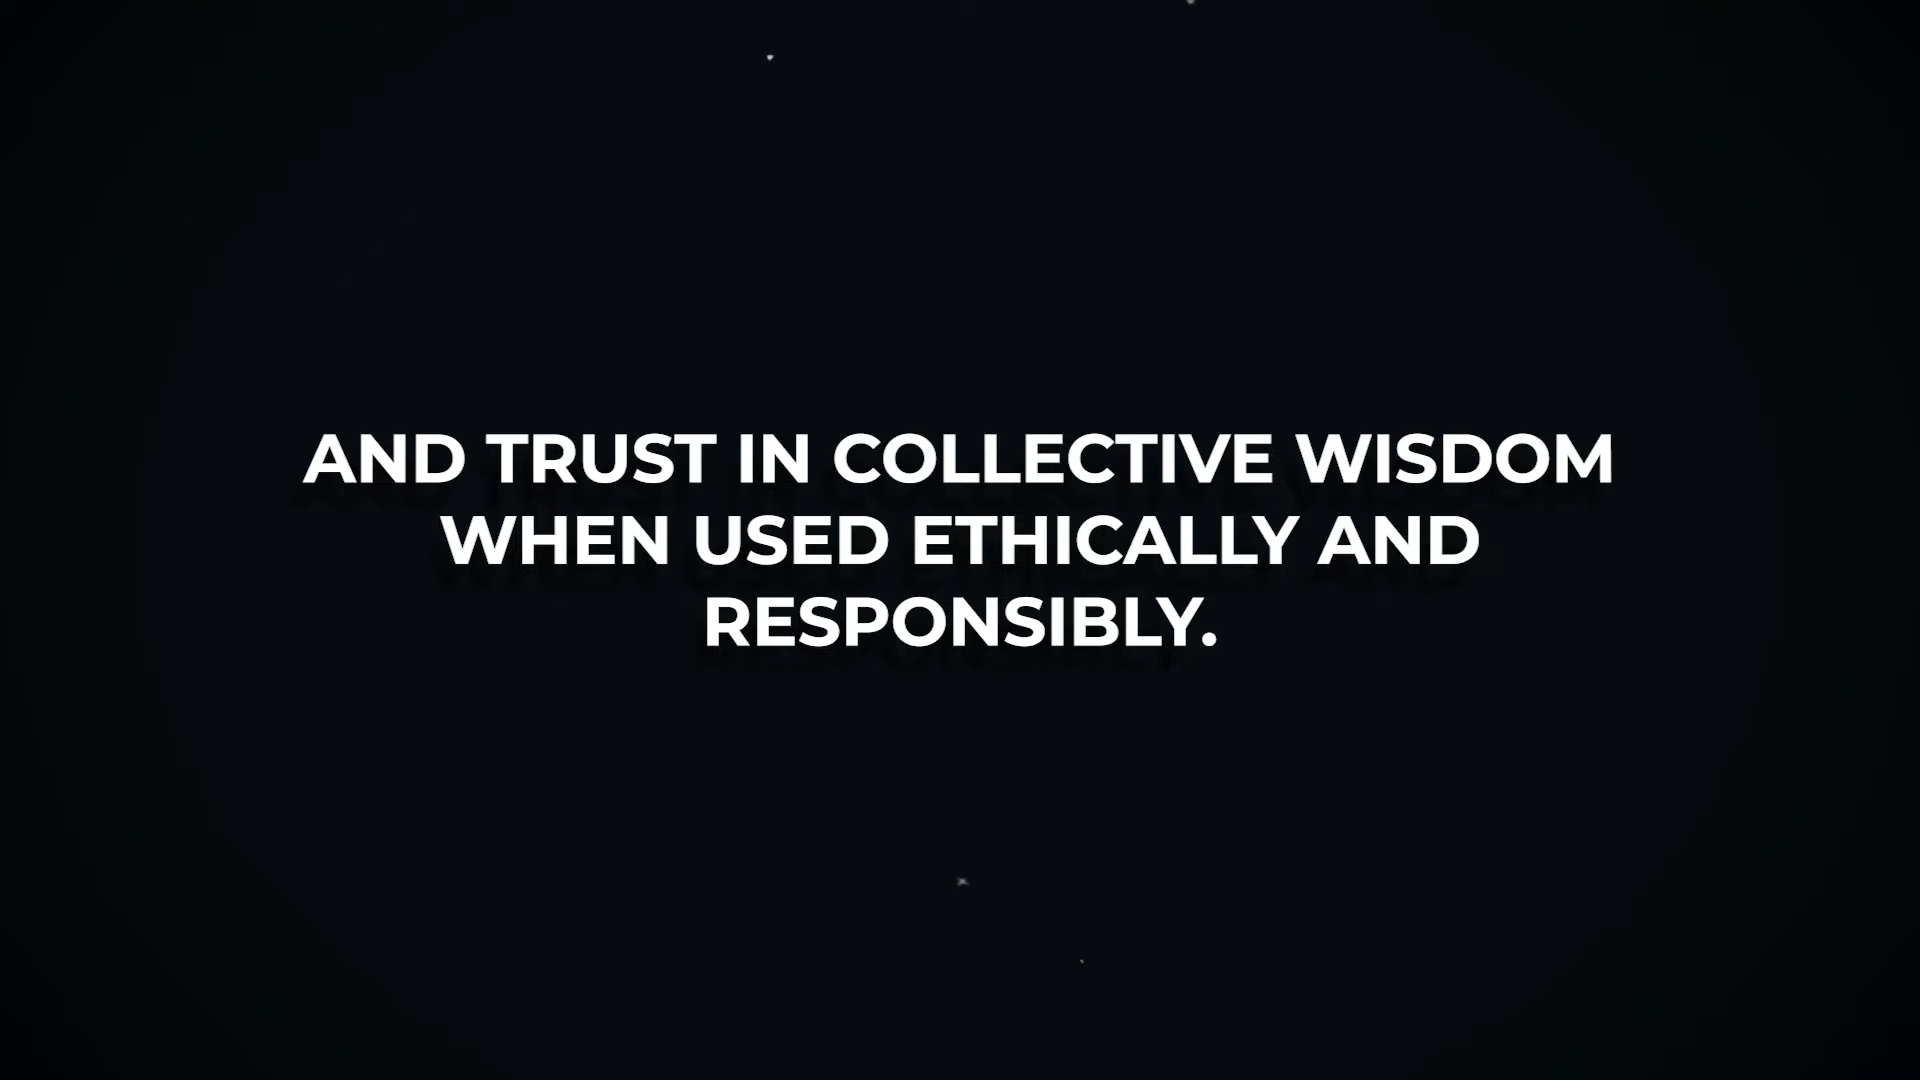 AND TRUST IN COLLECTIVE WISDOM
WHEN USED ETHICALLY AND
RESPONSIBLY.